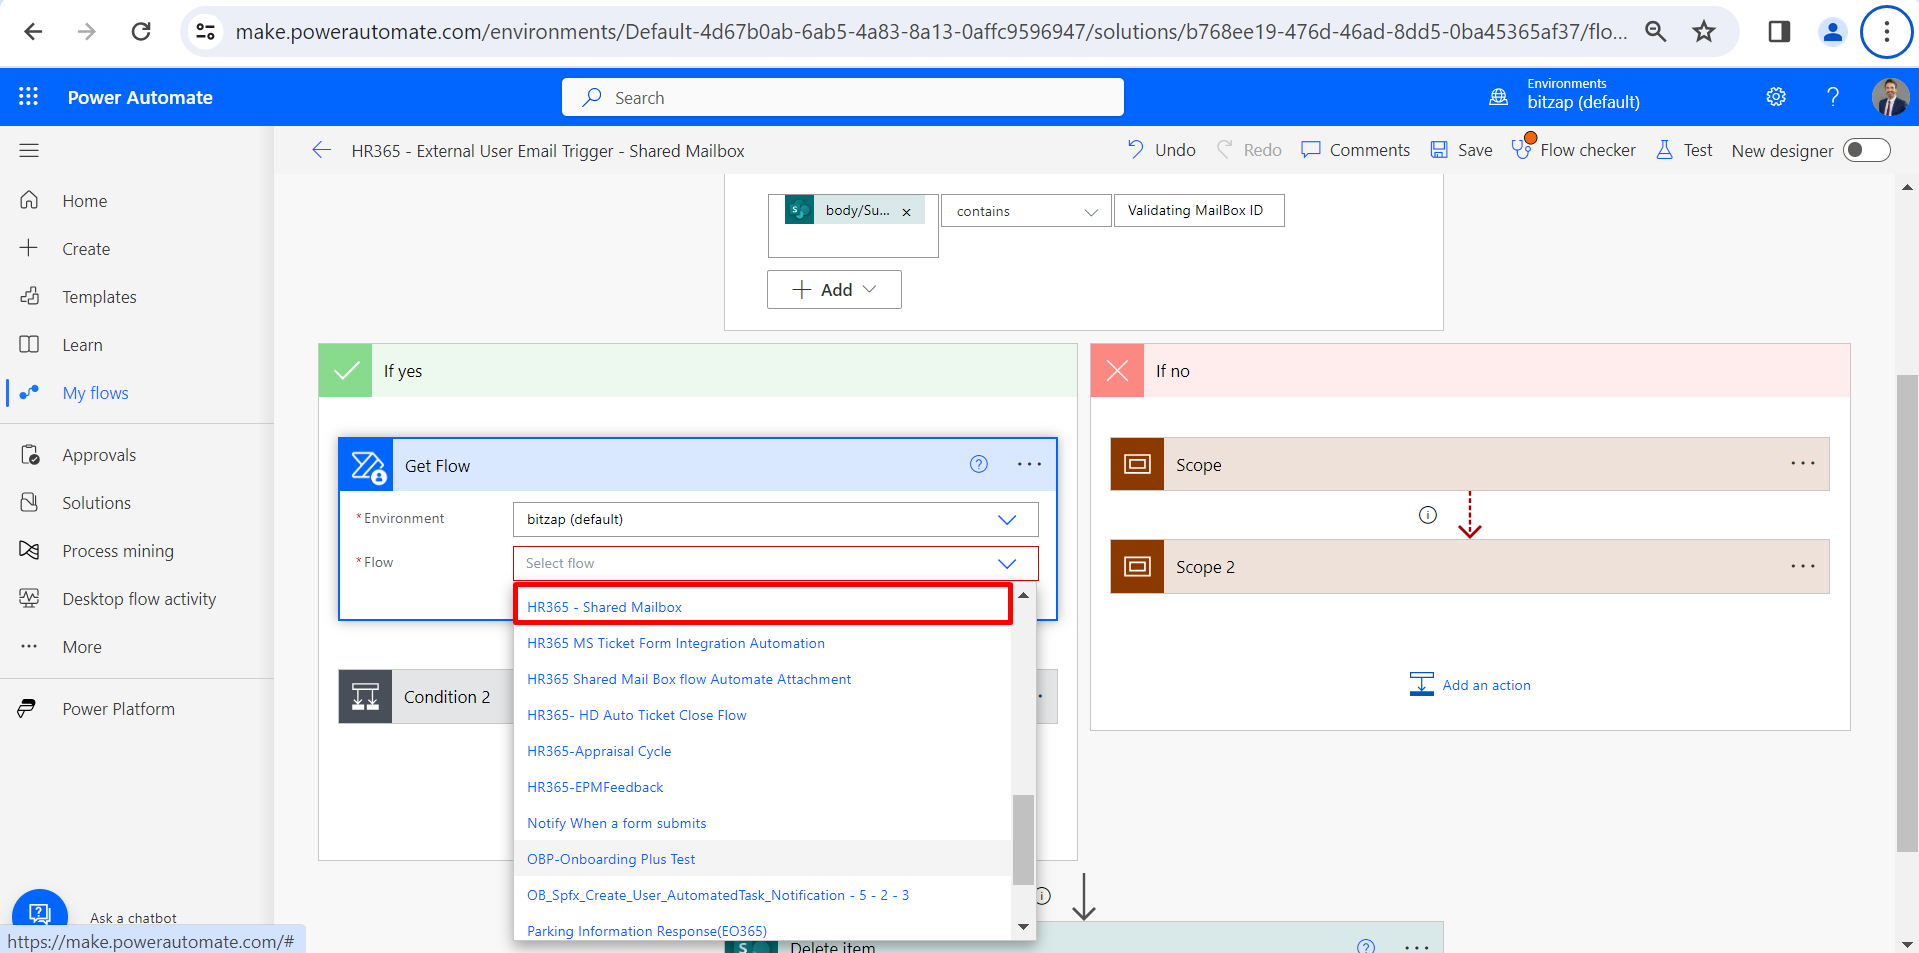 make.powerautomate.com/environments/Default-4d67b0ab-6ab5-4a83-8a13-0affc9596947/solutions/b768ee19-476d-46ad-8dd5-0ba45365af37/flo...
Power Automate
Search
Environments
bitzap (default)
HR365 - External User Email Trigger - Shared Mailbox
Undo
Redo
Comments
Save
Flow checker
Test
New designer
Home
Create
Templates
Learn
My flows
Approvals
Solutions
Process mining
Desktop flow activity
More
Power Platform
Ask a chatbot
https://make.powerautomate.com/#
body/Su... ×
contains
Validating MailBox ID
Add
If yes
Get Flow
* Environment
bitzap (default)
* Flow
Select flow
HR365 - Shared Mailbox
HR365 MS Ticket Form Integration Automation
HR365 Shared Mail Box flow Automate Attachment
HR365- HD Auto Ticket Close Flow
HR365-Appraisal Cycle
HR365-EPMFeedback
Notify When a form submits
OBP-Onboarding Plus Test
OB_Spfx_Create_User_AutomatedTask_Notification - 5 - 2 - 3
Parking Information Response(EO365)
Condition 2
If no
Scope
Scope 2
Add an action
Delete item